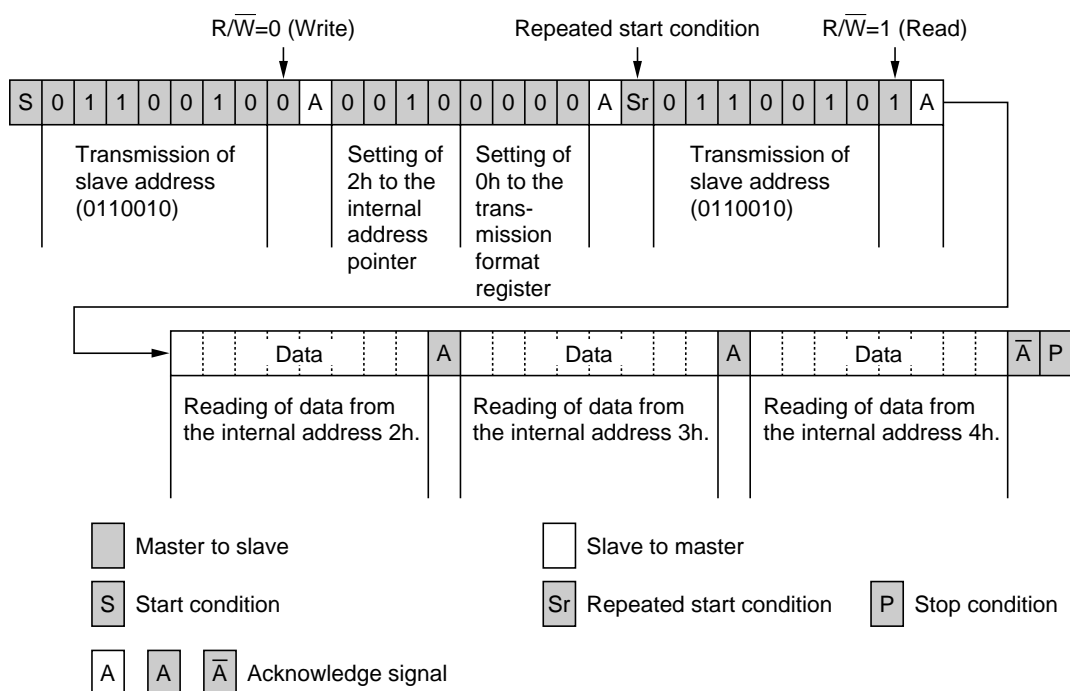 R/W̅=0 (Write)
Repeated start condition
R/W̅=1 (Read)
S 0 1 1 0 0 1 0 0 A 0 0 1 0 0 0 0 0 A Sr 0 1 1 0 0 1 0 1 A
Transmission of
slave address
(0110010)
Setting of
2h to the
internal
address
pointer
Setting of
0h to the
trans-
mission
format
register
Transmission of
slave address
(0110010)
Data A Data A Data A̅ P
Reading of data from
the internal address 2h.
Reading of data from
the internal address 3h.
Reading of data from
the internal address 4h.
Master to slave
Slave to master
S Start condition
Sr Repeated start condition
P Stop condition
A A A̅ Acknowledge signal